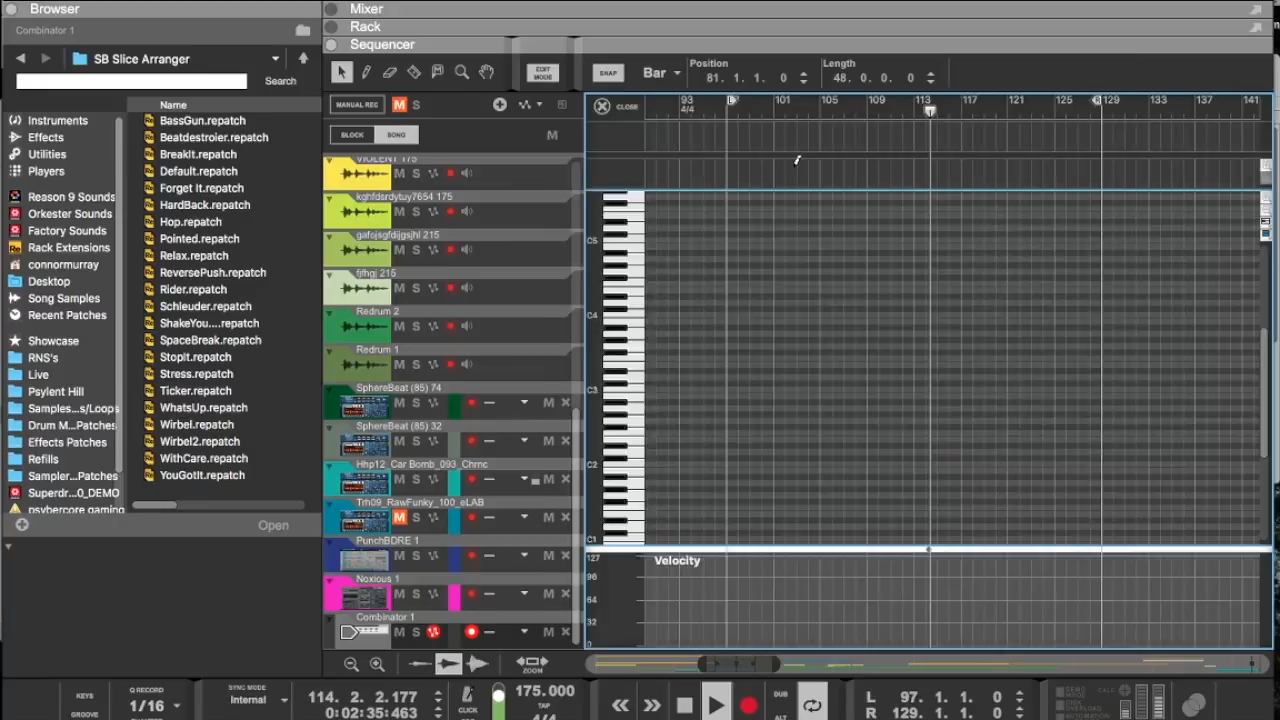 Browser
Mixer
Combinator 1
Rack
Sequencer
SB Slice Arranger
Search
EDIT MODE
SNAP
Bar
Position
81. 1. 1. 0
Length
48. 0. 0. 0
Name
MANUAL REC
M S
CLOSE
93 97 101 105 109 113 117 121 125 129 133 137 141
4/4
BLOCK SONG
M
Instruments
Effects
Utilities
Players
Reason 9 Sounds
Orkester Sounds
Factory Sounds
Rack Extensions
connormurray
Desktop
Song Samples
Recent Patches
Showcase
RNS's
Live
Psylent Hill
Samples...s/Loops
Drum M...Patches
Effects Patches
Refills
Sampler...Patches
Superdr...0_DEMO
psybercore gaming
BassGun.repatch
Beatdestroier.repatch
BreakIt.repatch
Default.repatch
Forget It.repatch
HardBack.repatch
Hop.repatch
Pointed.repatch
Relax.repatch
ReversePush.repatch
Rider.repatch
Schleuder.repatch
ShakeYou....repatch
SpaceBreak.repatch
StopIt.repatch
Stress.repatch
Ticker.repatch
WhatsUp.repatch
Wirbel.repatch
Wirbel2.repatch
WithCare.repatch
YouGotIt.repatch
Open
VIOLENT 175
M S
kghfdsrdytuy7654 175
M S
gafojsgfdijgsjhl 215
M S
fjfhgj 215
M S
Redrum 2
M S
Redrum 1
M S
SphereBeat (85) 74
M S M
SphereBeat (85) 32
M S M
Hhp12_Car Bomb_093_Chrnc
M S M
Trh09_RawFunky_100_eLAB
M S M
PunchBDRE 1
M S M
Noxious 1
M S M
Combinator 1
M S M
C5
C4
C3
C2
C1
Velocity
127
96
64
32
0
ZOOM
KEYS
GROOVE
Q RECORD
1/16
SYNC MODE
Internal
114. 2. 2.177
0:02:35:463
CLICK
175.000
TAP
4/4
DUB
ALT
L 97. 1. 1. 0
R 129. 1. 1. 0
CALC